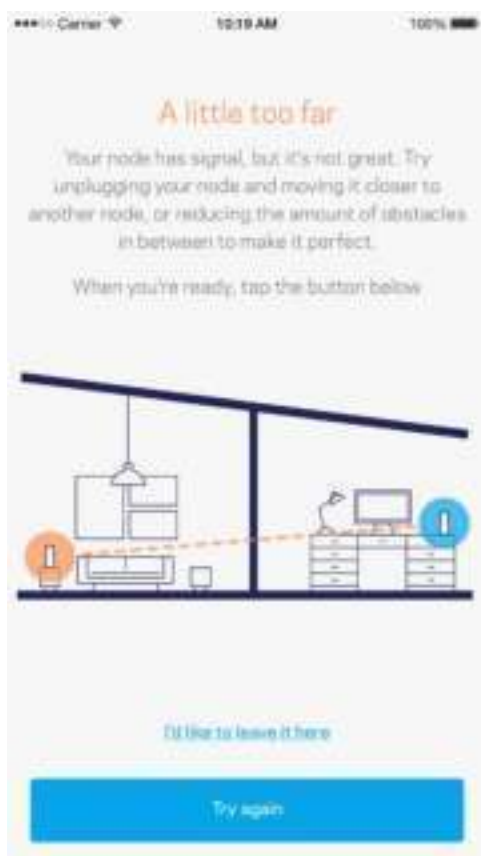 Carrier 10:19 AM 100%
A little too far
Your node has signal, but it's not great. Try
unplugging your node and moving it closer to
another node, or reducing the amount of obstacles
in between to make it perfect.
When you're ready, tap the button below
I'd like to leave it here
Try again